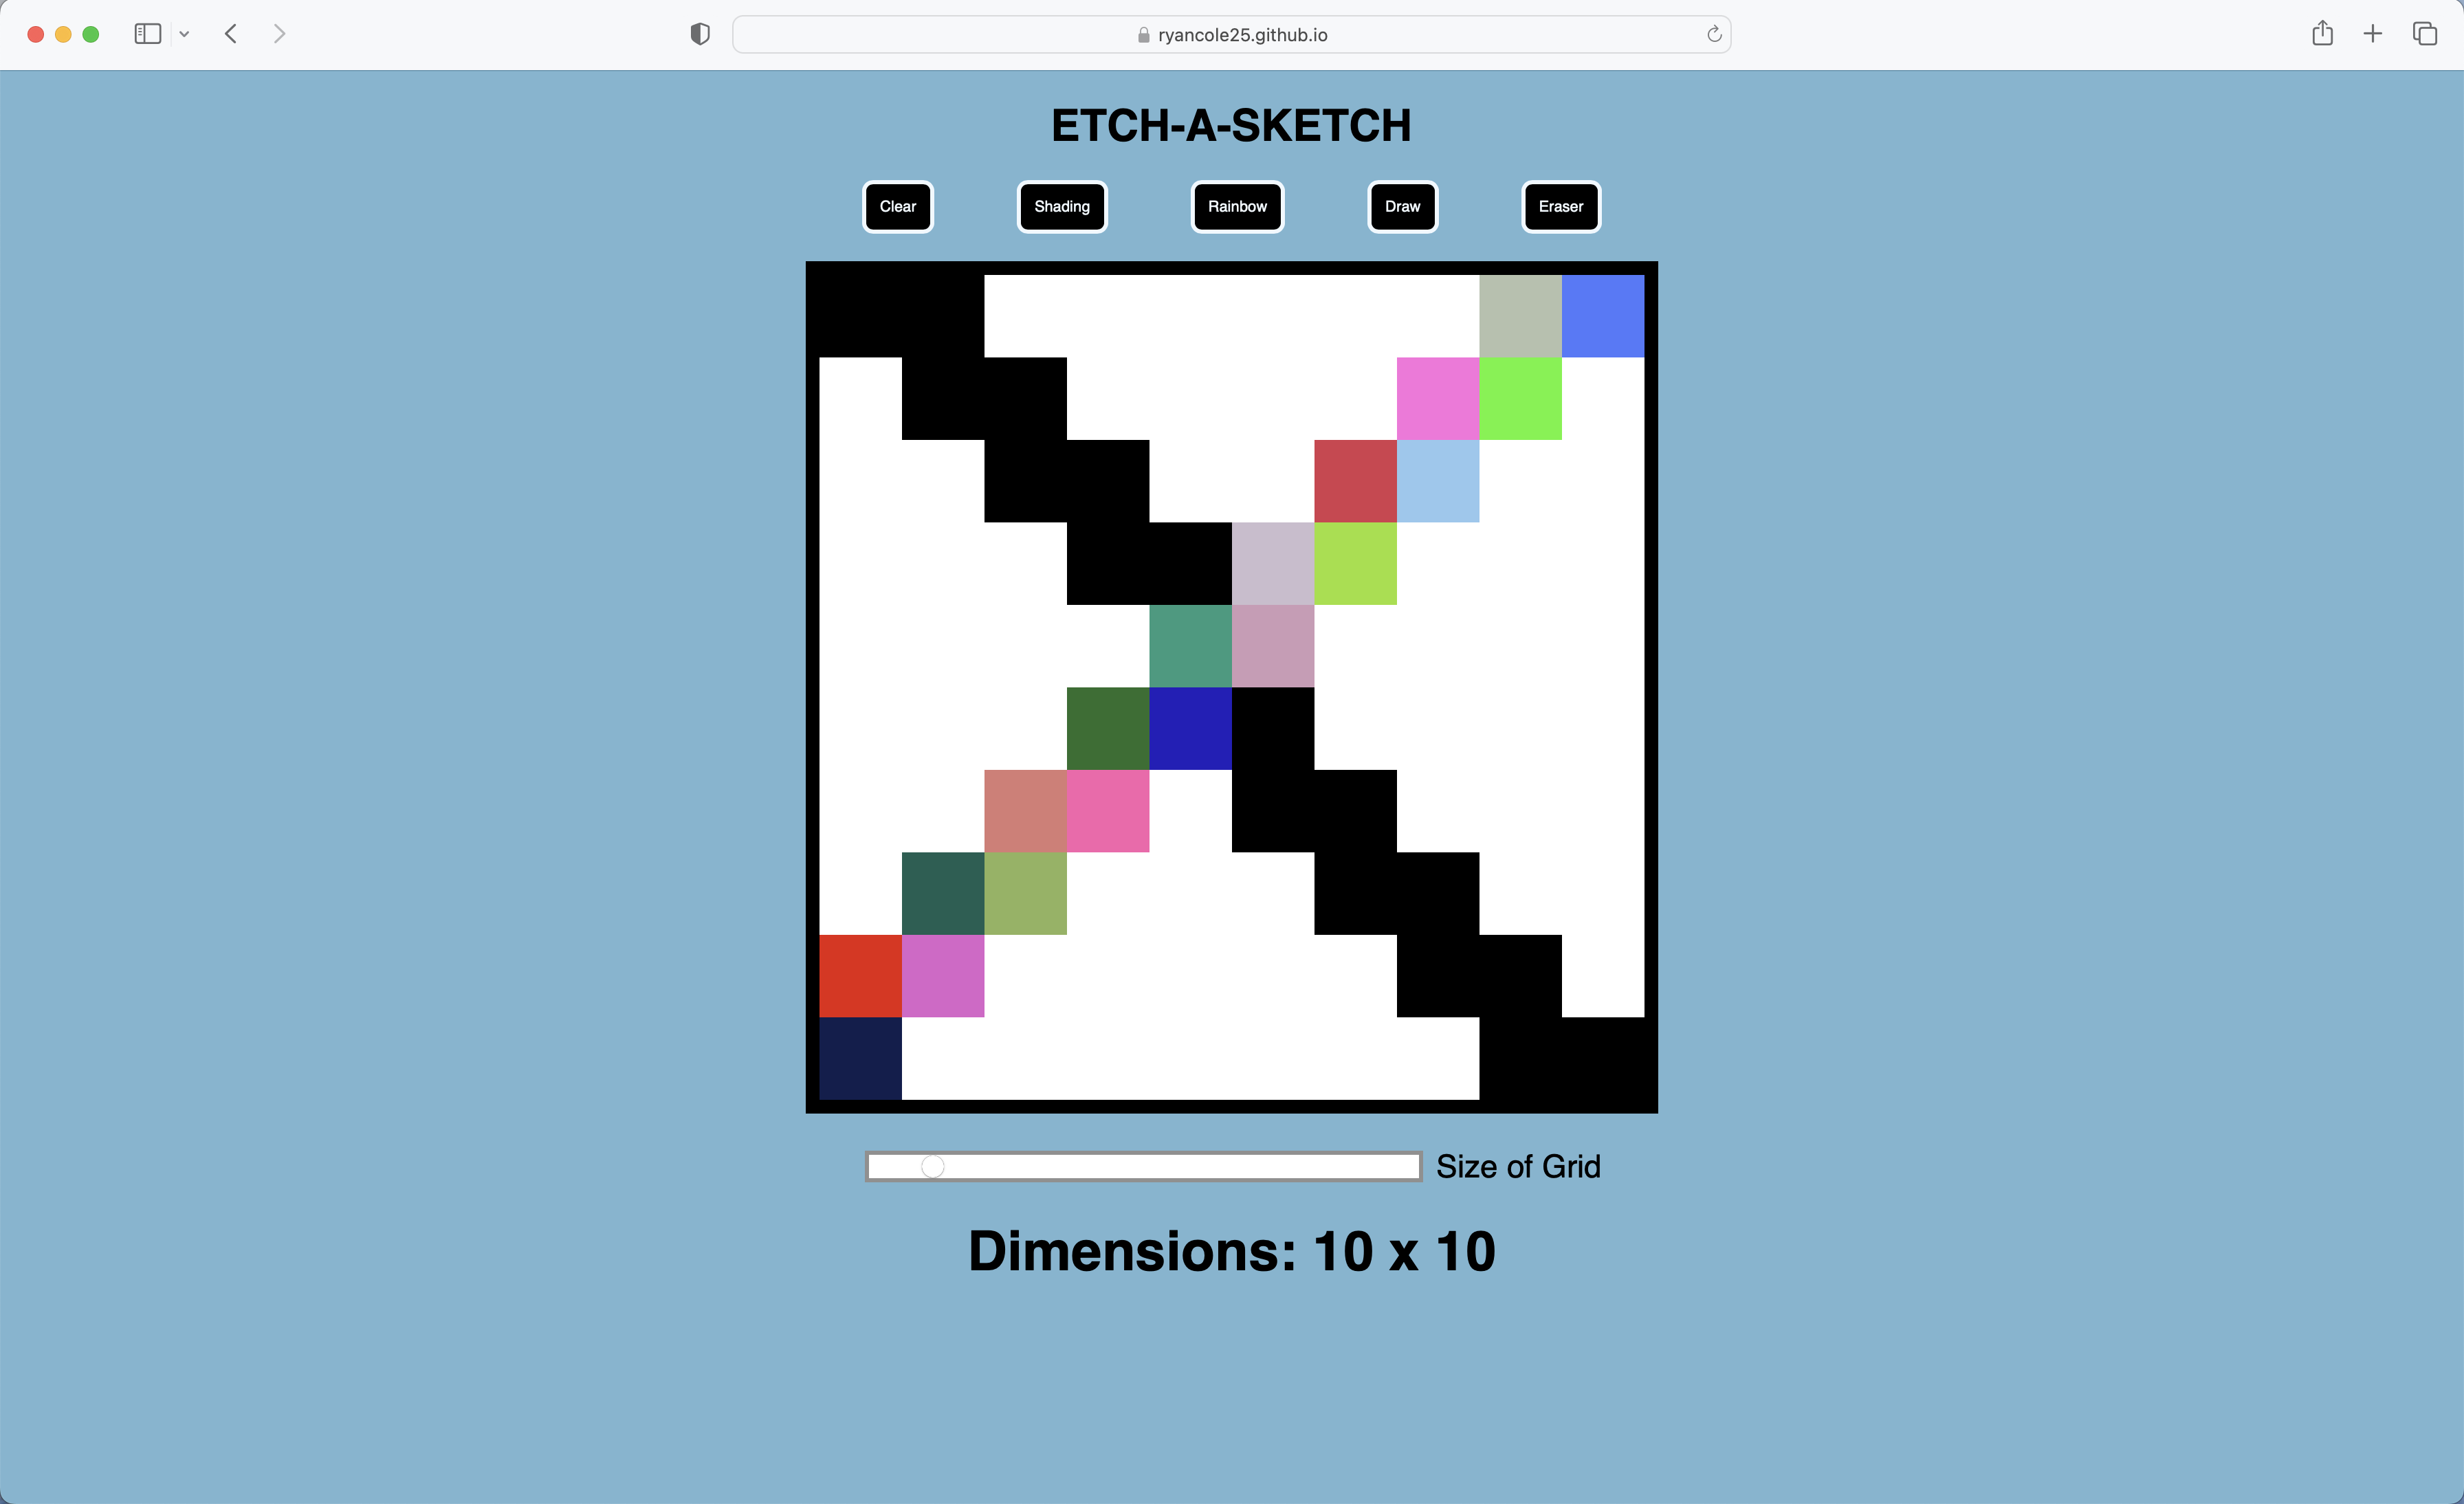 ryancole25.github.io
ETCH-A-SKETCH
Clear Shading Rainbow Draw Eraser
Size of Grid
Dimensions: 10 x 10